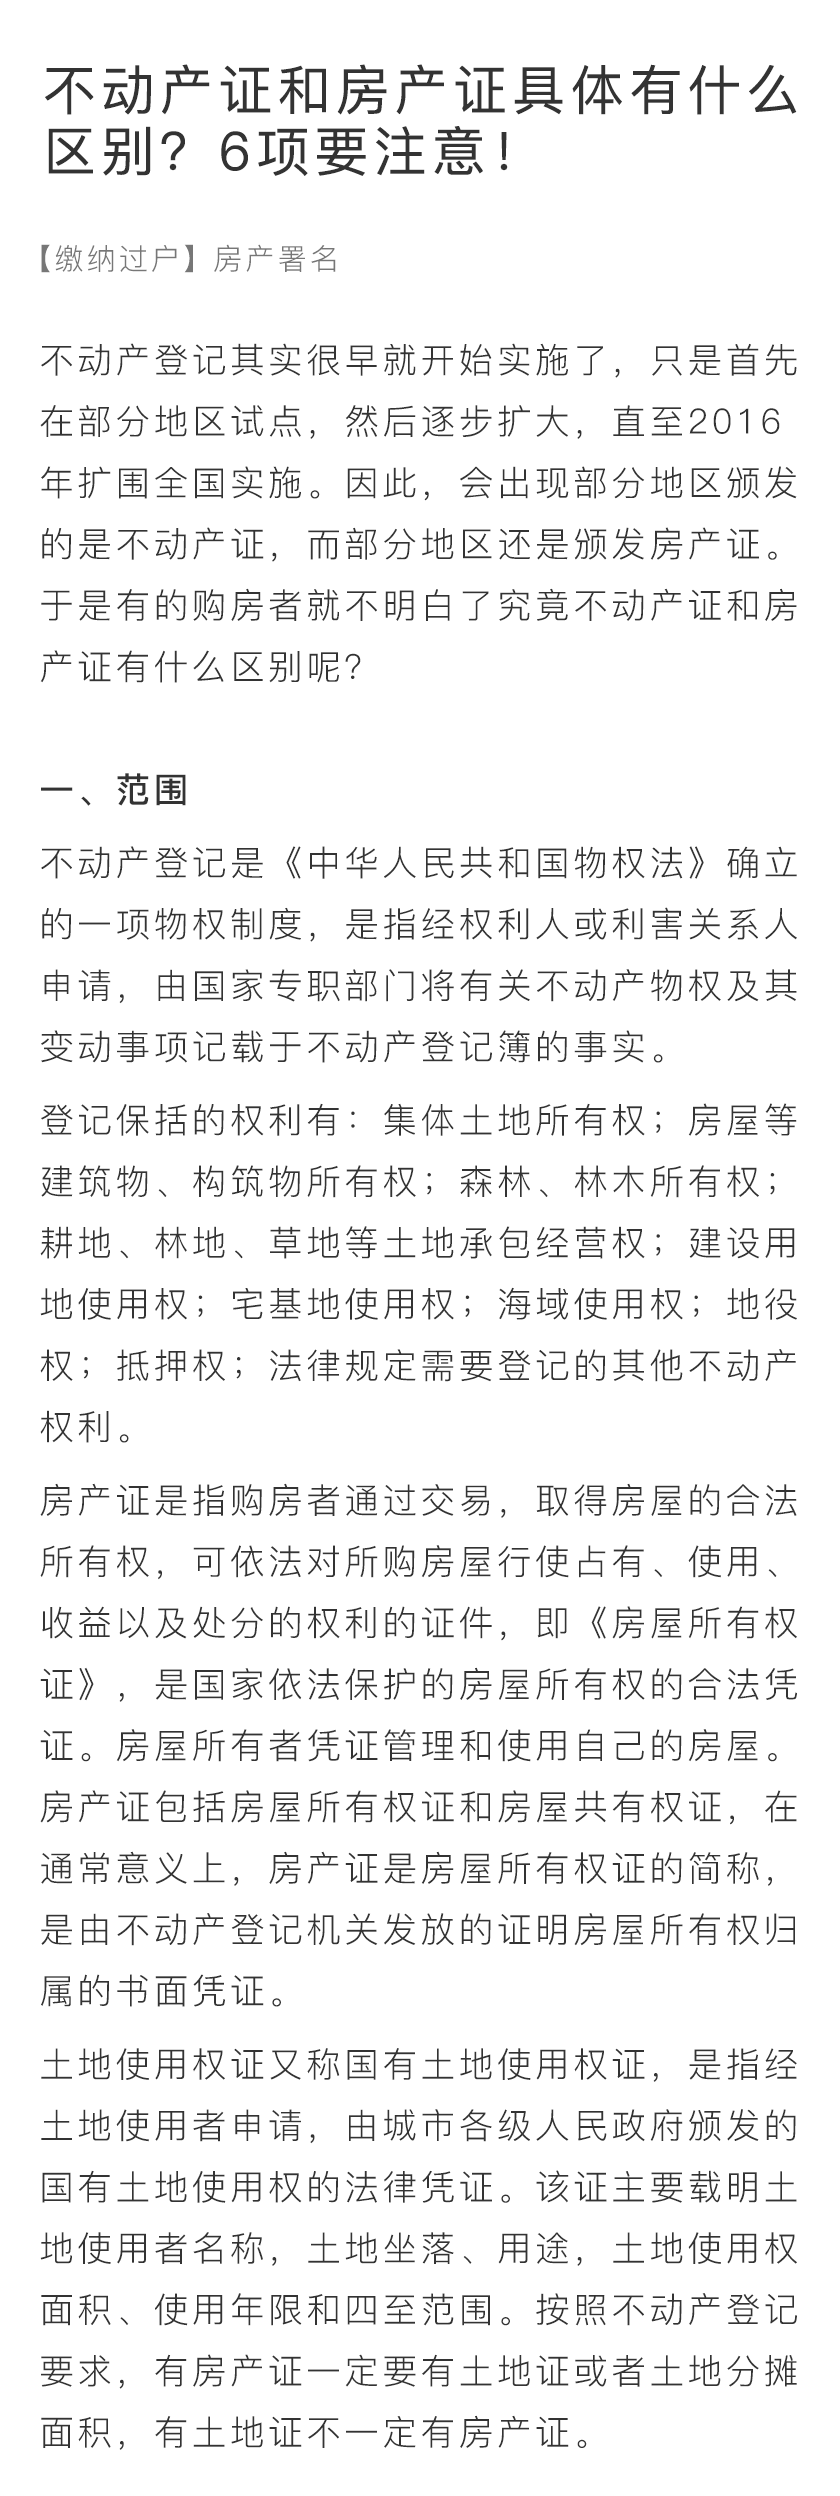 不动产证和房产证具体有什么
区别？6项要注意！
【缴纳过户】房产署名
不动产登记其实很早就开始实施了，只是首先
在部分地区试点，然后逐步扩大，直至2016
年扩围全国实施。因此，会出现部分地区颁发
的是不动产证，而部分地区还是颁发房产证。
于是有的购房者就不明白了究竟不动产证和房
产证有什么区别呢？
一、范围
不动产登记是《中华人民共和国物权法》确立
的一项物权制度，是指经权利人或利害关系人
申请，由国家专职部门将有关不动产物权及其
变动事项记载于不动产登记簿的事实。
登记保括的权利有：集体土地所有权；房屋等
建筑物、构筑物所有权；森林、林木所有权；
耕地、林地、草地等土地承包经营权；建设用
地使用权；宅基地使用权；海域使用权；地役
权；抵押权；法律规定需要登记的其他不动产
权利。
房产证是指购房者通过交易，取得房屋的合法
所有权，可依法对所购房屋行使占有、使用、
收益以及处分的权利的证件，即《房屋所有权
证》，是国家依法保护的房屋所有权的合法凭
证。房屋所有者凭证管理和使用自己的房屋。
房产证包括房屋所有权证和房屋共有权证，在
通常意义上，房产证是房屋所有权证的简称，
是由不动产登记机关发放的证明房屋所有权归
属的书面凭证。
土地使用权证又称国有土地使用权证，是指经
土地使用者申请，由城市各级人民政府颁发的
国有土地使用权的法律凭证。该证主要载明土
地使用者名称，土地坐落、用途，土地使用权
面积、使用年限和四至范围。按照不动产登记
要求，有房产证一定要有土地证或者土地分摊
面积，有土地证不一定有房产证。